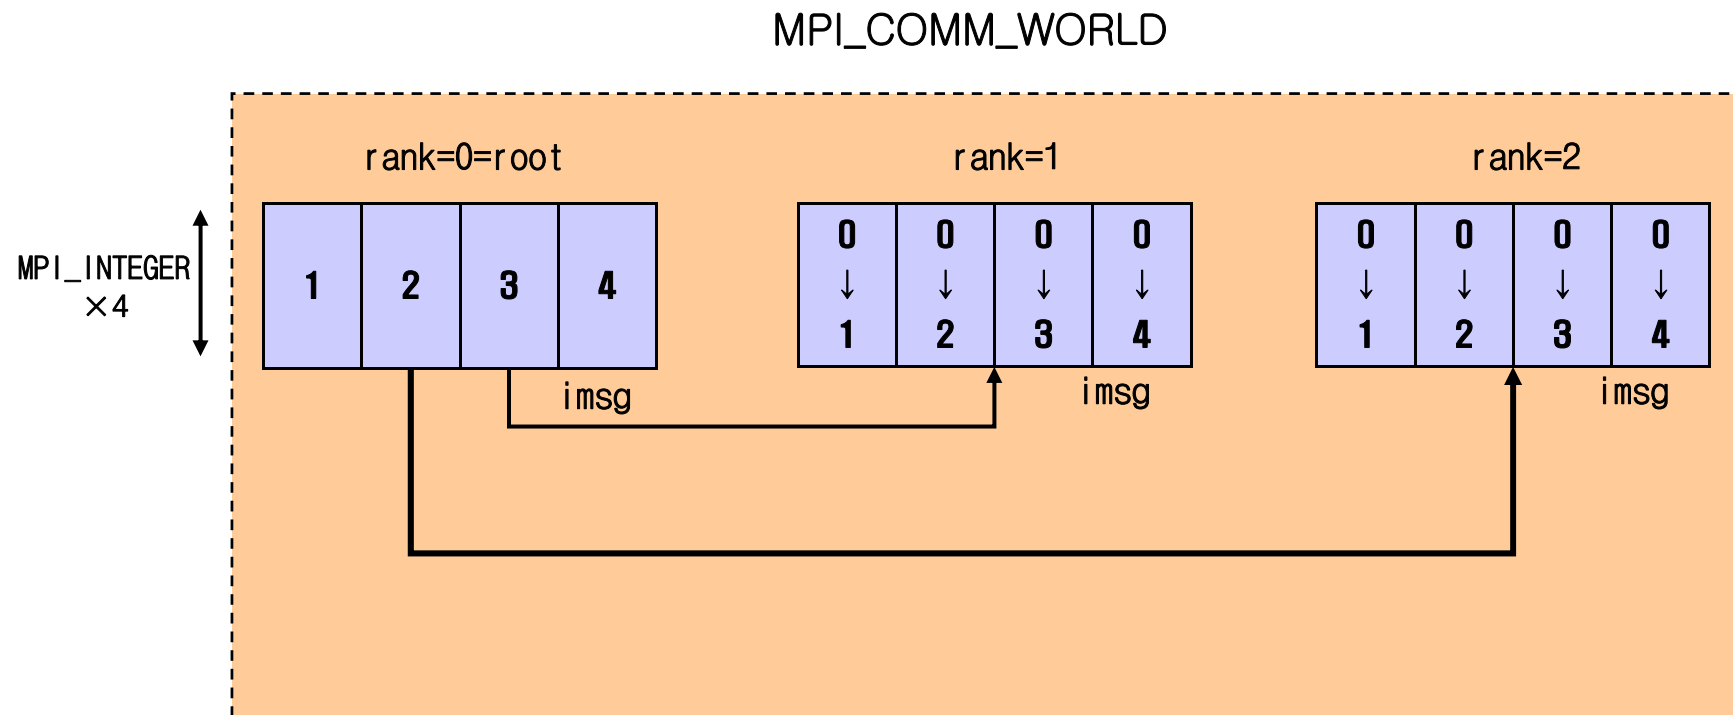 MPI_COMM_WORLD
rank=0=root
rank=1
rank=2
MPI_INTEGER
×4
1 2 3 4
imsg
0 0 0 0
↓ ↓ ↓ ↓
1 2 3 4
imsg
0 0 0 0
↓ ↓ ↓ ↓
1 2 3 4
imsg